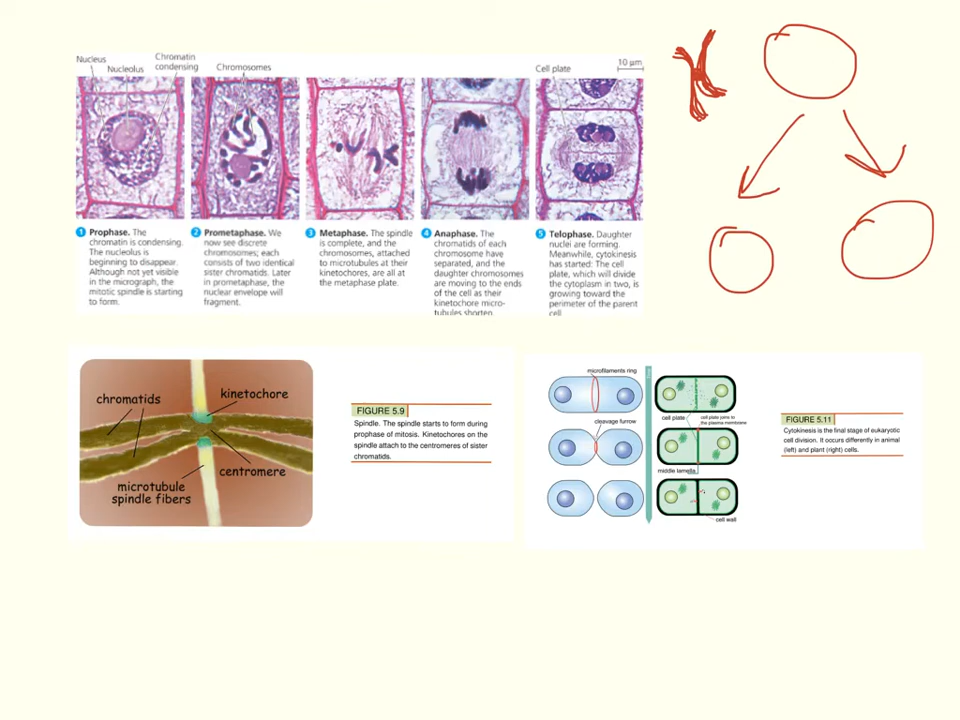 Nucleus
Nucleolus
Chromatin
condensing
Chromosomes
Cell plate
10 μm
1 Prophase. The
chromatin is condensing.
The nucleolus is
beginning to disappear.
Although not yet visible
in the micrograph, the
mitotic spindle is starting
to form.
2 Prometaphase. We
now see discrete
chromosomes; each
consists of two identical
sister chromatids. Later
in prometaphase, the
nuclear envelope will
fragment.
3 Metaphase. The spindle
is complete, and the
chromosomes, attached
to microtubules at their
kinetochores, are all at
the metaphase plate.
4 Anaphase. The
chromatids of each
chromosome have
separated, and the
daughter chromosomes
are moving to the ends
of the cell as their
kinetochore micro-
tubules shorten.
5 Telophase. Daughter
nuclei are forming.
Meanwhile, cytokinesis
has started: The cell
plate, which will divide
the cytoplasm in two, is
growing toward the
perimeter of the parent
cell.
chromatids
kinetochore
centromere
microtubule
spindle fibers
FIGURE 5.9
Spindle. The spindle starts to form during
prophase of mitosis. Kinetochores on the
spindle attach to the centromeres of sister
chromatids.
microfilaments ring
cleavage furrow
cell plate
cell plate joins to
the plasma membrane
middle lamella
cell wall
FIGURE 5.11
Cytokinesis is the final stage of eukaryotic
cell division. It occurs differently in animal
(left) and plant (right) cells.